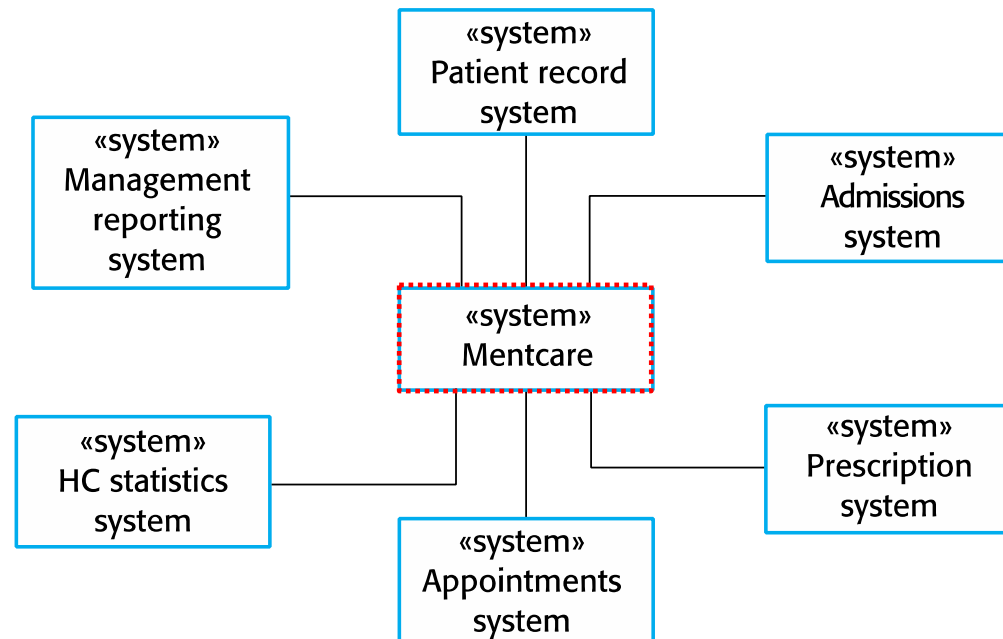 «system»
Patient record
system
«system»
Management
reporting
system
«system»
Admissions
system
«system»
Mentcare
«system»
HC statistics
system
«system»
Prescription
system
«system»
Appointments
system